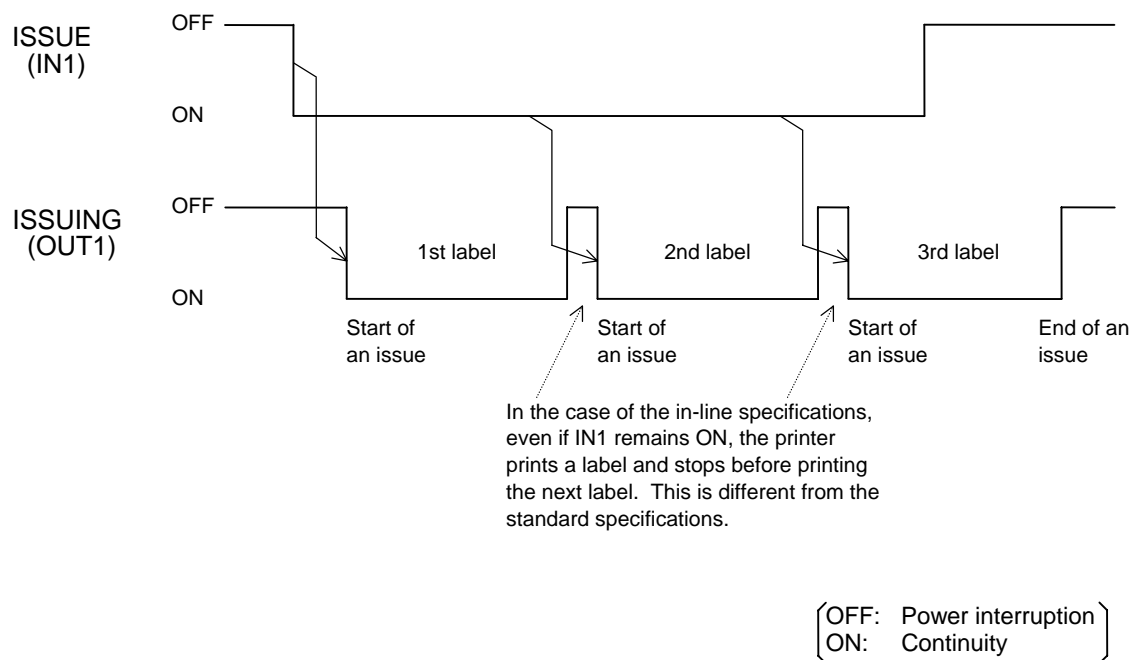 ISSUE
(IN1)
OFF
ON
ISSUING
(OUT1)
OFF
ON
1st label
2nd label
3rd label
Start of
an issue
Start of
an issue
Start of
an issue
End of an
issue
In the case of the in-line specifications,
even if IN1 remains ON, the printer
prints a label and stops before printing
the next label.  This is different from the
standard specifications.
OFF:   Power interruption
ON:    Continuity